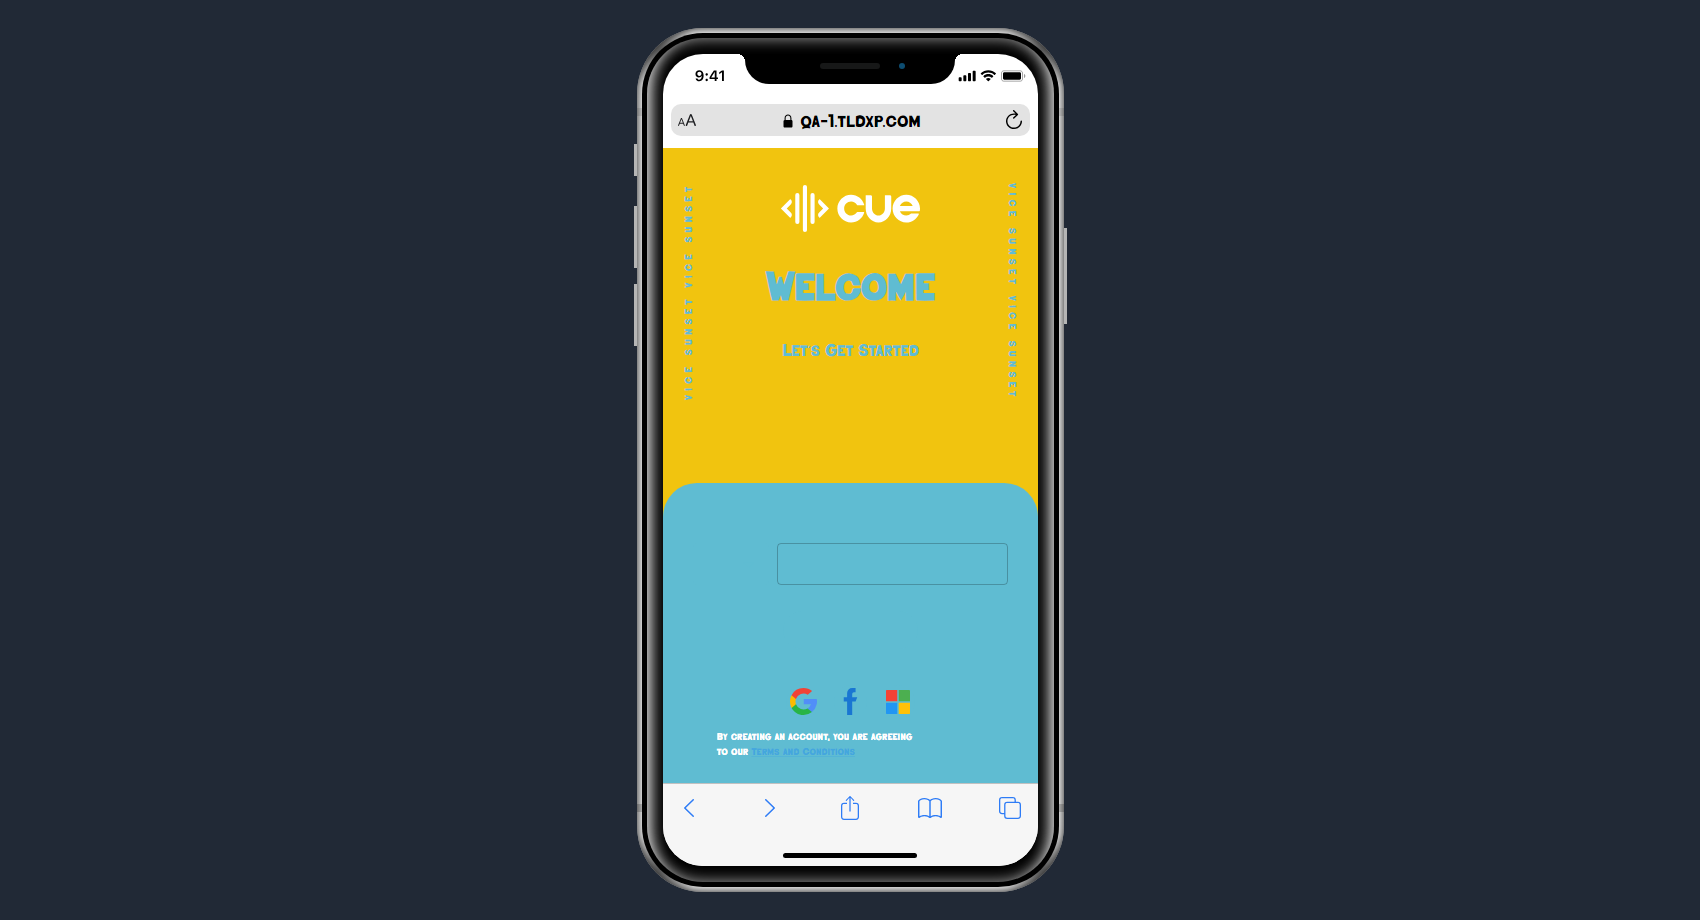 9:41
AA
QA-1.TLDXP.COM
cue
VICE SUNSET VICE SUNSET
VICE SUNSET VICE SUNSET
WELCOME
LET'S GET STARTED
BY CREATING AN ACCOUNT, YOU ARE AGREEING
TO OUR TERMS AND CONDITIONS